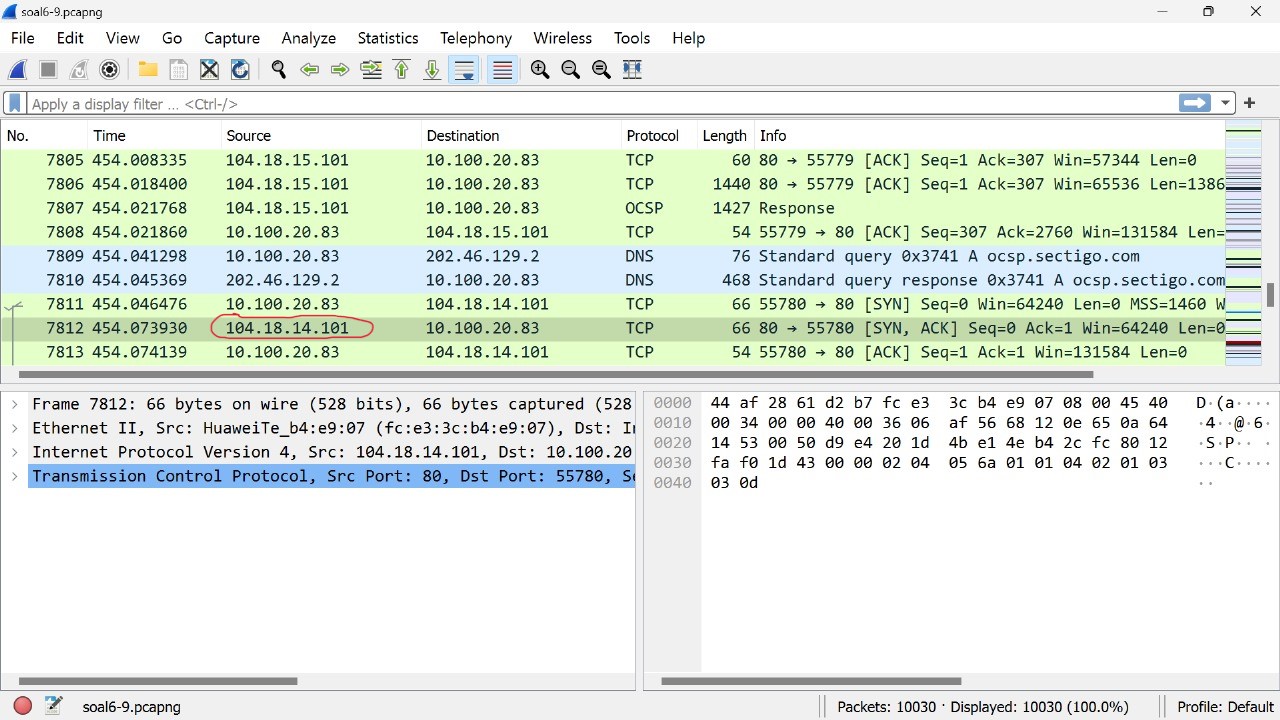 soal6-9.pcapng
File Edit View Go Capture Analyze Statistics Telephony Wireless Tools Help
Apply a display filter ... <Ctrl-/>
No. Time Source Destination Protocol Length Info
7805 454.008335 104.18.15.101 10.100.20.83 TCP 60 80 → 55779 [ACK] Seq=1 Ack=307 Win=57344 Len=0
7806 454.018400 104.18.15.101 10.100.20.83 TCP 1440 80 → 55779 [ACK] Seq=1 Ack=307 Win=65536 Len=1386
7807 454.021768 104.18.15.101 10.100.20.83 OCSP 1427 Response
7808 454.021860 10.100.20.83 104.18.15.101 TCP 54 55779 → 80 [ACK] Seq=307 Ack=2760 Win=131584 Len=
7809 454.041298 10.100.20.83 202.46.129.2 DNS 76 Standard query 0x3741 A ocsp.sectigo.com
7810 454.045369 202.46.129.2 10.100.20.83 DNS 468 Standard query response 0x3741 A ocsp.sectigo.com
7811 454.046476 10.100.20.83 104.18.14.101 TCP 66 55780 → 80 [SYN] Seq=0 Win=64240 Len=0 MSS=1460 W
7812 454.073930 104.18.14.101 10.100.20.83 TCP 66 80 → 55780 [SYN, ACK] Seq=0 Ack=1 Win=64240 Len=0
7813 454.074139 10.100.20.83 104.18.14.101 TCP 54 55780 → 80 [ACK] Seq=1 Ack=1 Win=131584 Len=0
Frame 7812: 66 bytes on wire (528 bits), 66 bytes captured (528
Ethernet II, Src: HuaweiTe_b4:e9:07 (fc:e3:3c:b4:e9:07), Dst: I
Internet Protocol Version 4, Src: 104.18.14.101, Dst: 10.100.20
Transmission Control Protocol, Src Port: 80, Dst Port: 55780, S
0000 44 af 28 61 d2 b7 fc e3 3c b4 e9 07 08 00 45 40 D·(a····
0010 00 34 00 00 40 00 36 06 af 56 68 12 0e 65 0a 64 ·4··@·6·
0020 14 53 00 50 d9 e4 20 1d 4b e1 4e b4 2c fc 80 12 ·S·P·· ·
0030 fa f0 1d 43 00 00 02 04 05 6a 01 01 04 02 01 03 ···C····
0040 03 0d ··
soal6-9.pcapng
Packets: 10030 · Displayed: 10030 (100.0%)
Profile: Default